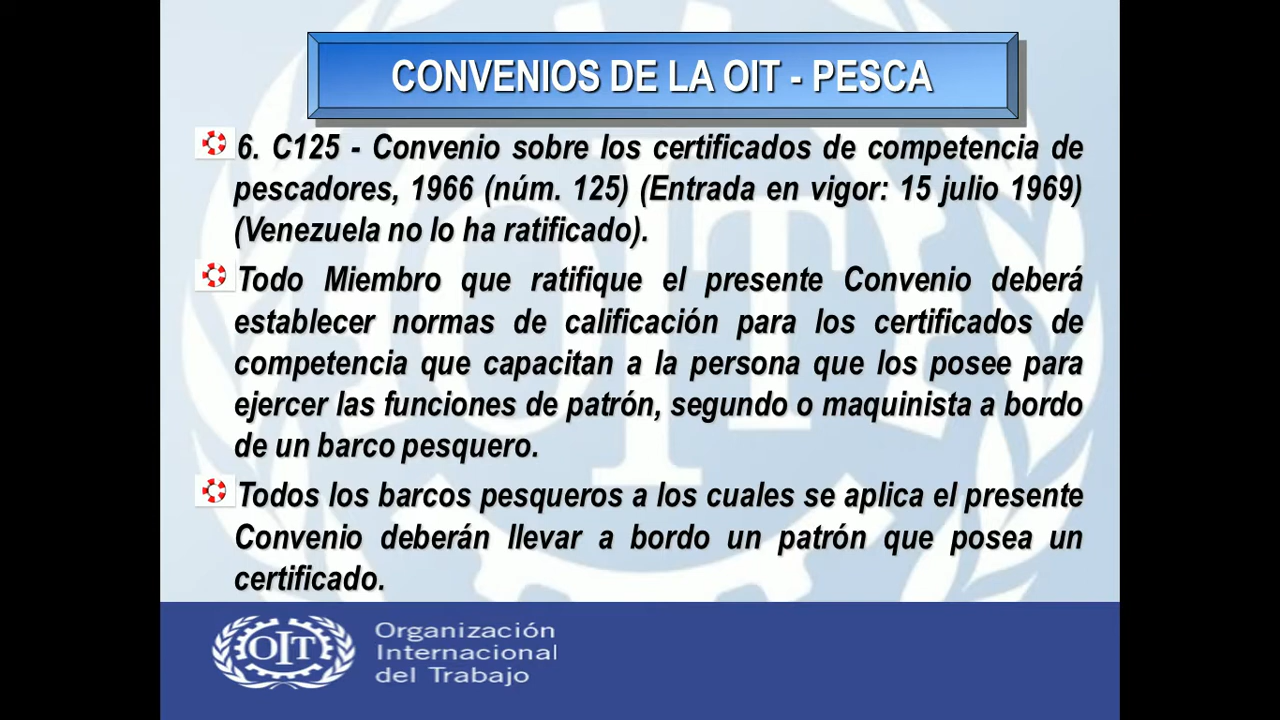 CONVENIOS DE LA OIT - PESCA
6. C125 - Convenio sobre los certificados de competencia de
pescadores, 1966 (núm. 125) (Entrada en vigor: 15 julio 1969)
(Venezuela no lo ha ratificado).
Todo Miembro que ratifique el presente Convenio deberá
establecer normas de calificación para los certificados de
competencia que capacitan a la persona que los posee para
ejercer las funciones de patrón, segundo o maquinista a bordo
de un barco pesquero.
Todos los barcos pesqueros a los cuales se aplica el presente
Convenio deberán llevar a bordo un patrón que posea un
certificado.
OIT
Organización
Internacional
del Trabajo